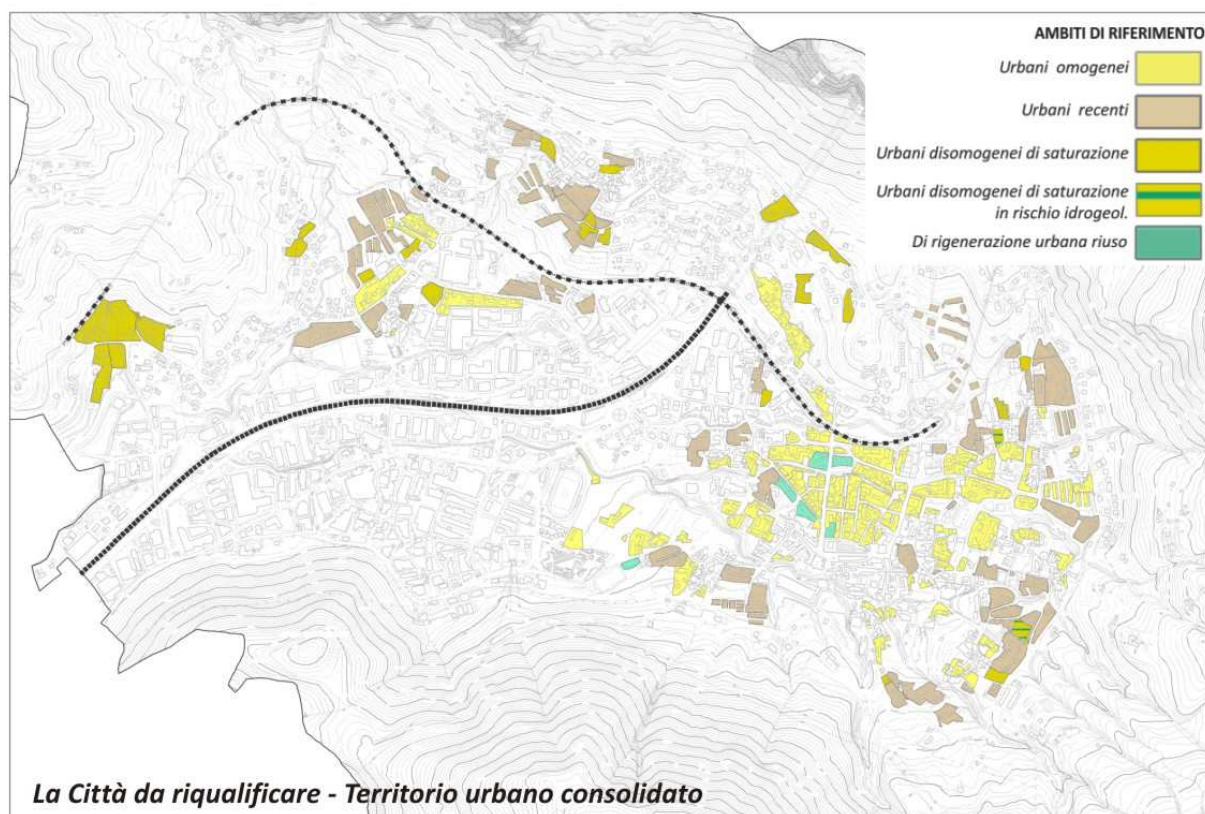 AMBITI DI RIFERIMENTO
Urbani omogenei
Urbani recenti
Urbani disomogenei di saturazione
Urbani disomogenei di saturazione
in rischio idrogeol.
Di rigenerazione urbana riuso
La Città da riqualificare - Territorio urbano consolidato